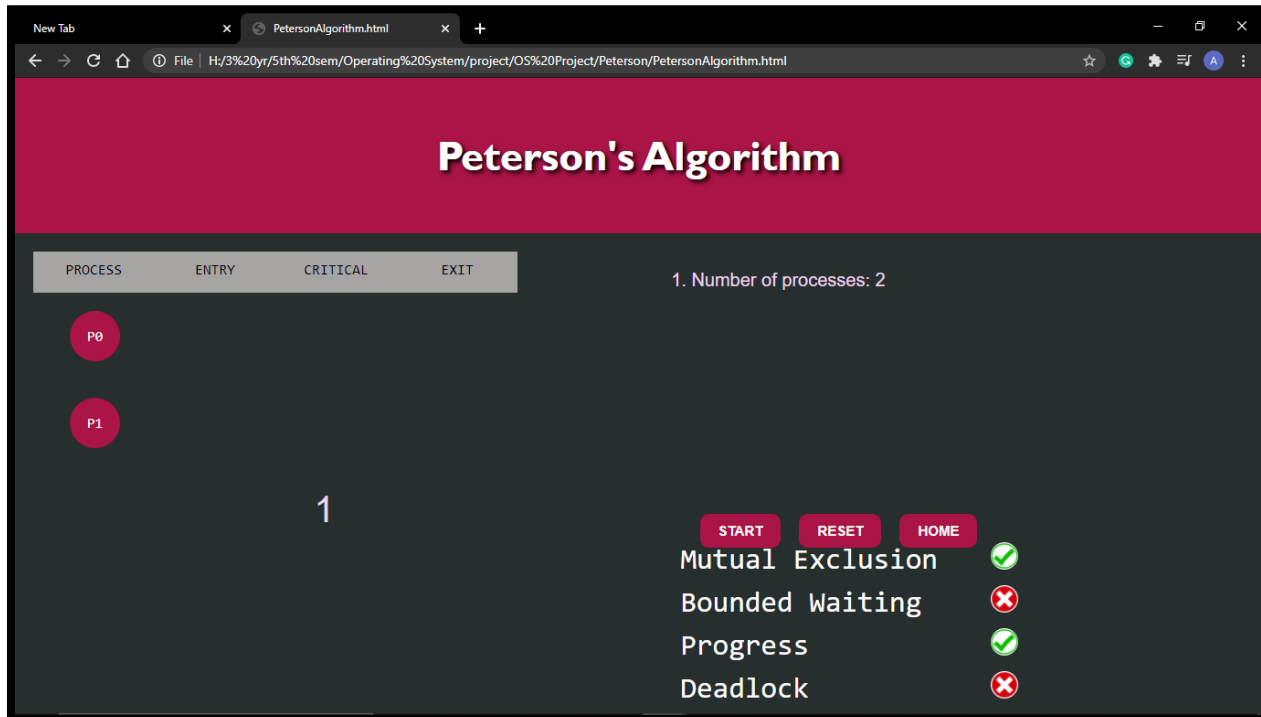 New Tab
PetersonAlgorithm.html
File | H:/3%20yr/5th%20sem/Operating%20System/project/OS%20Project/Peterson/PetersonAlgorithm.html
G
A
Peterson's Algorithm
PROCESS ENTRY CRITICAL EXIT
1. Number of processes: 2
P0
P1
1
START RESET HOME
Mutual Exclusion
Bounded Waiting
Progress
Deadlock